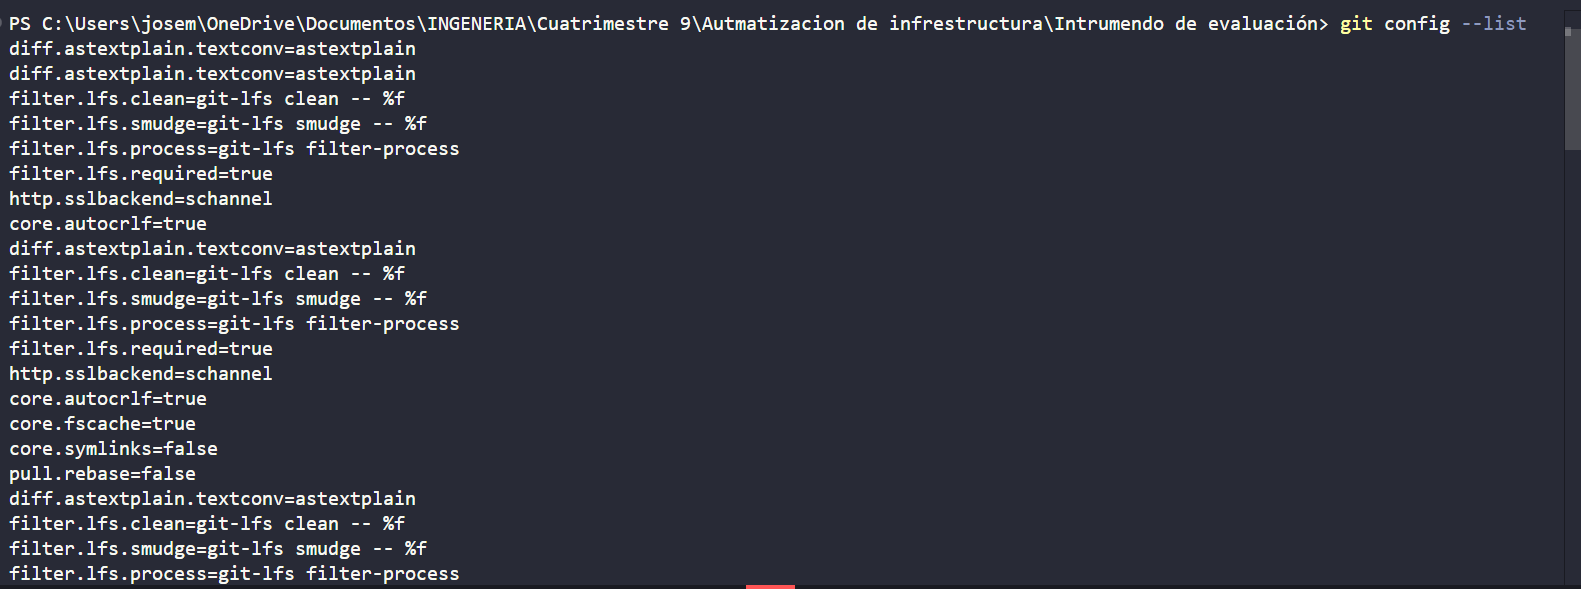 PS C:\Users\josem\OneDrive\Documentos\INGENERIA\Cuatrimestre 9\Autmatizacion de infrestructura\Intrumendo de evaluación> git config --list
diff.astextplain.textconv=astextplain
diff.astextplain.textconv=astextplain
filter.lfs.clean=git-lfs clean -- %f
filter.lfs.smudge=git-lfs smudge -- %f
filter.lfs.process=git-lfs filter-process
filter.lfs.required=true
http.sslbackend=schannel
core.autocrlf=true
diff.astextplain.textconv=astextplain
filter.lfs.clean=git-lfs clean -- %f
filter.lfs.smudge=git-lfs smudge -- %f
filter.lfs.process=git-lfs filter-process
filter.lfs.required=true
http.sslbackend=schannel
core.autocrlf=true
core.fscache=true
core.symlinks=false
pull.rebase=false
diff.astextplain.textconv=astextplain
filter.lfs.clean=git-lfs clean -- %f
filter.lfs.smudge=git-lfs smudge -- %f
filter.lfs.process=git-lfs filter-process